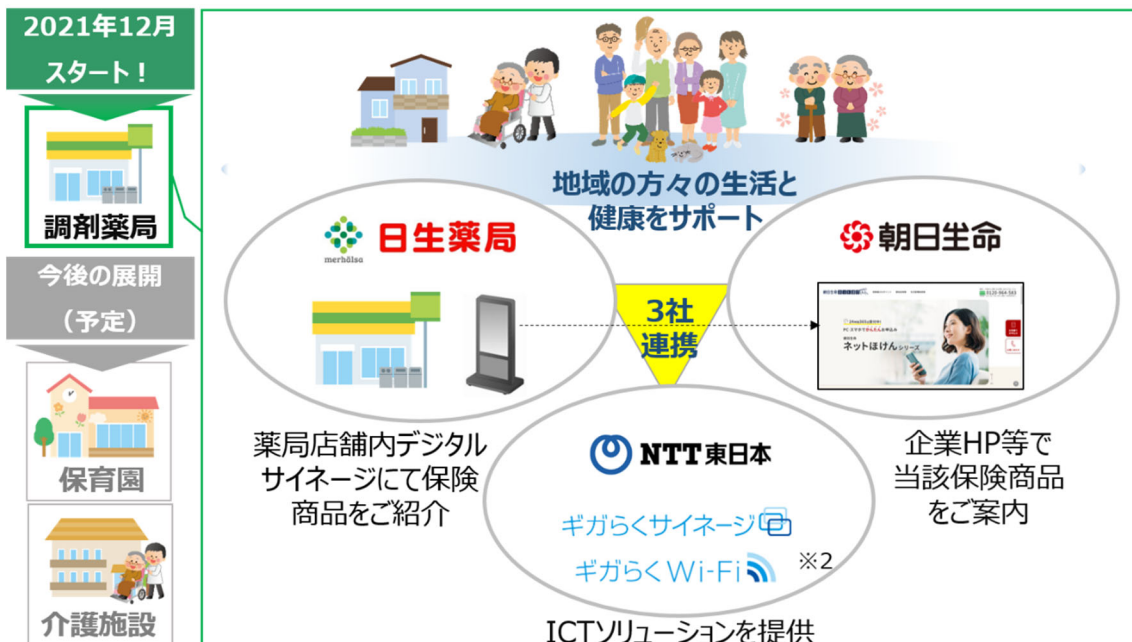 2021年12月
スタート！
調剤薬局
今後の展開
（予定）
保育園
介護施設
地域の方々の生活と
健康をサポート
merhalsa
日生薬局
朝日生命
3社
連携
ネットほけんシリーズ
薬局店舗内デジタル
サイネージにて保険
商品をご紹介
NTT東日本
ギガらくサイネージ
ギガらくWi-Fi ※2
企業HP等で
当該保険商品
をご案内
ICTソリューションを提供